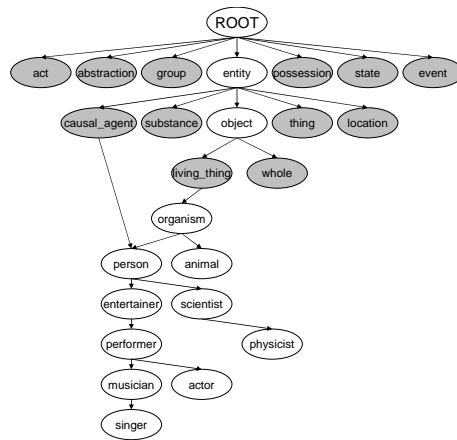 ROOT
act abstraction group entity possession state event
causal_agent substance object thing location
living_thing whole
organism
person animal
entertainer scientist
performer physicist
musician actor
singer